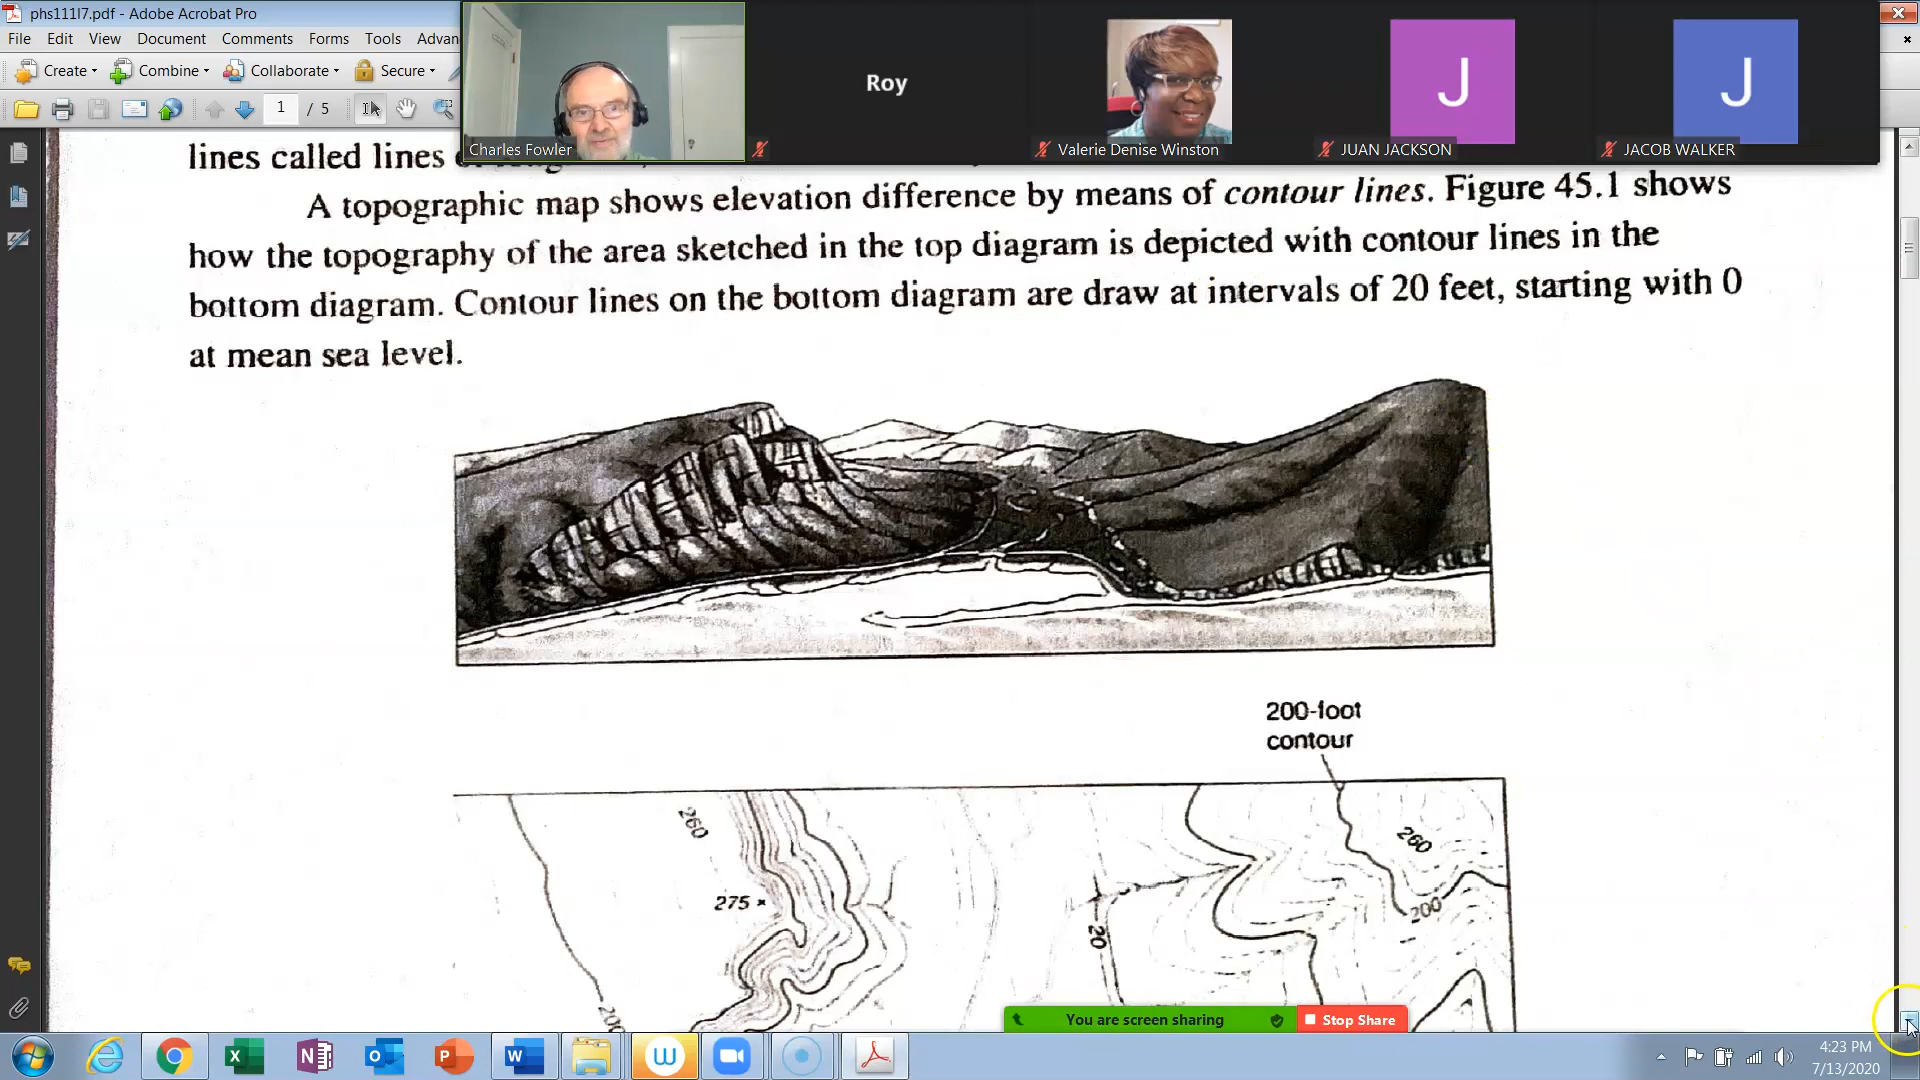 phs111l7.pdf - Adobe Acrobat Pro
File Edit View Document Comments Forms Tools Advan
Create Combine Collaborate Secure
1 / 5
Charles Fowler
Roy
Valerie Denise Winston
J
JUAN JACKSON
J
JACOB WALKER
lines called lines
A topographic map shows elevation difference by means of contour lines. Figure 45.1 shows
how the topography of the area sketched in the top diagram is depicted with contour lines in the
bottom diagram. Contour lines on the bottom diagram are draw at intervals of 20 feet, starting with 0
at mean sea level.
200-foot
contour
260
260
275 x
200
20
200
You are screen sharing
Stop Share
4:23 PM
7/13/2020